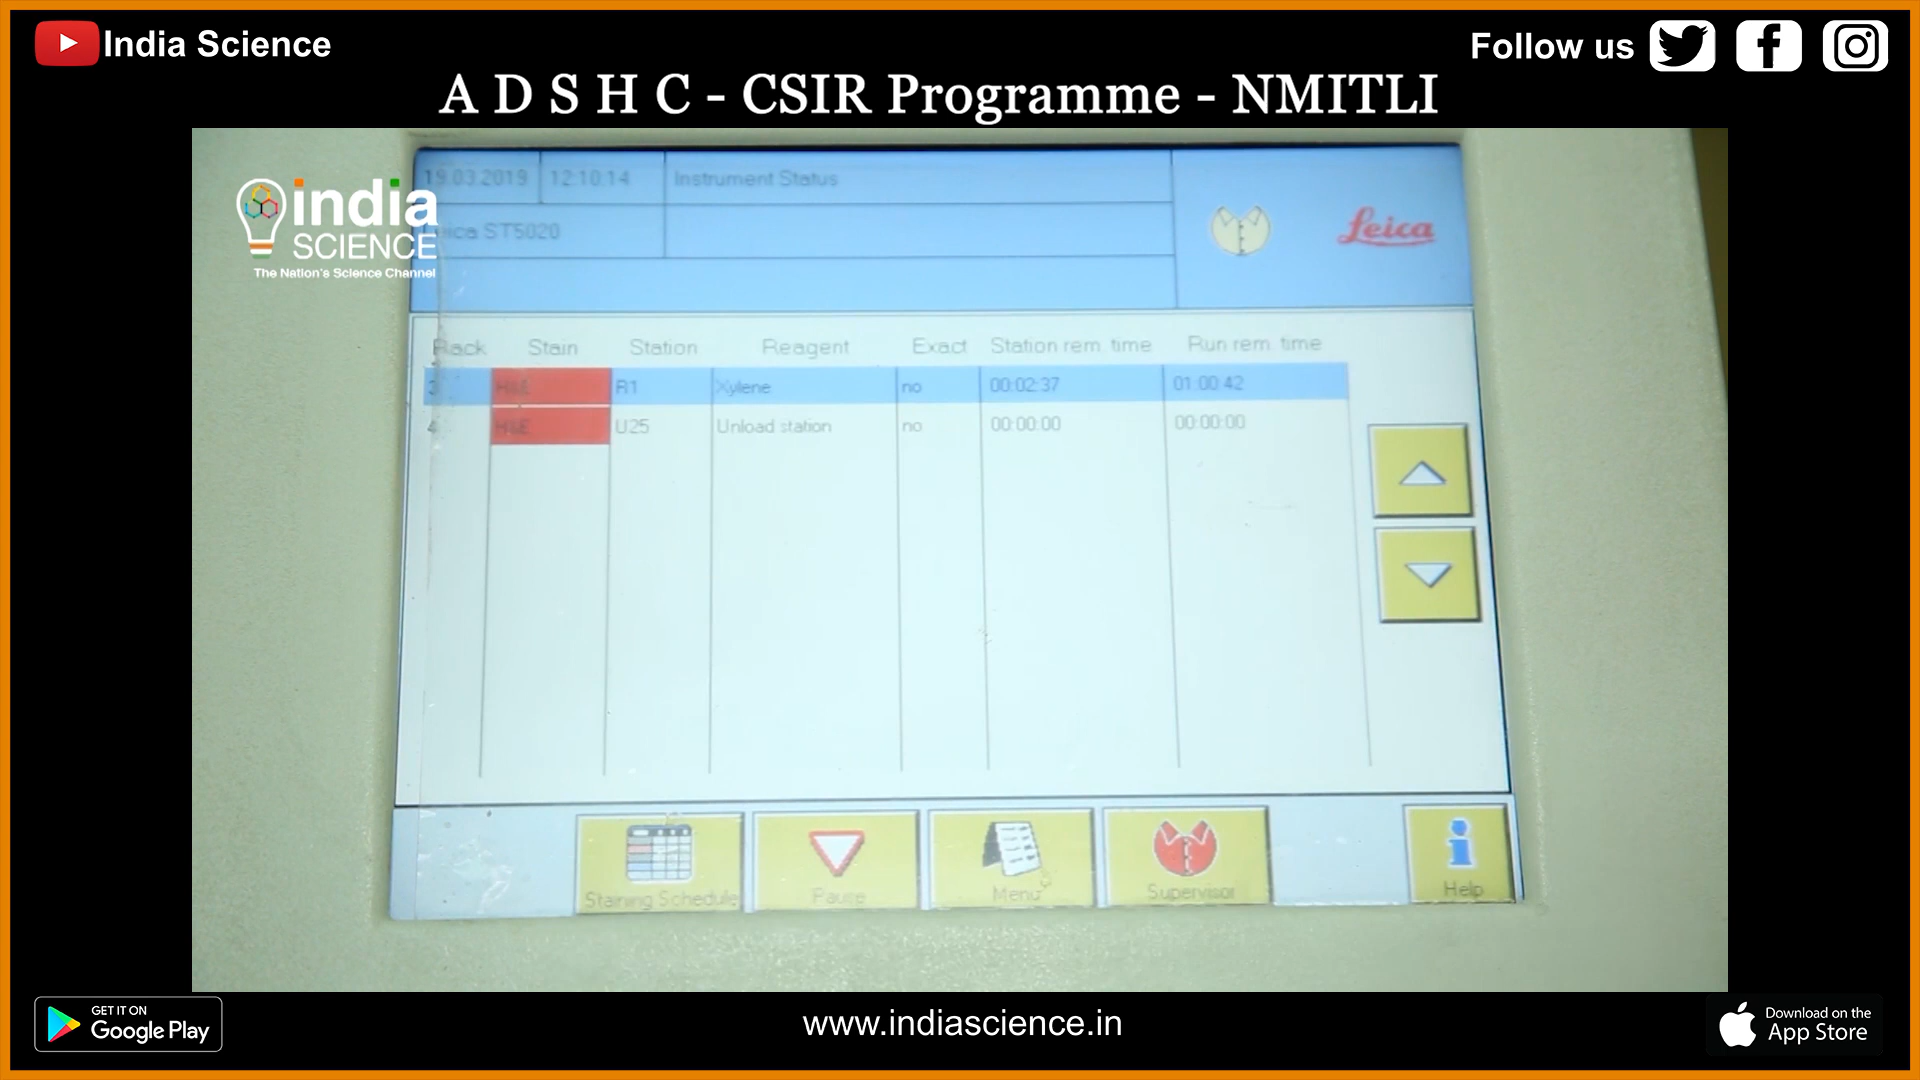 India Science
Follow us
A D S H C - CSIR Programme - NMITLI
india
SCIENCE
The Nation's Science Channel
19.03.2019 12:10:14 Instrument Status
ST5020
Leica
Rack Stain Station Reagent Exact Station rem. time Run rem. time
3 H&E R1 Xylene no 00:02:37 01:00:42
4 H&E U25 Unload station no 00:00:00 00:00:00
Staining Schedule
Pause
Menu
Supervisor
Help
GET IT ON
Google Play
www.indiascience.in
Download on the
App Store